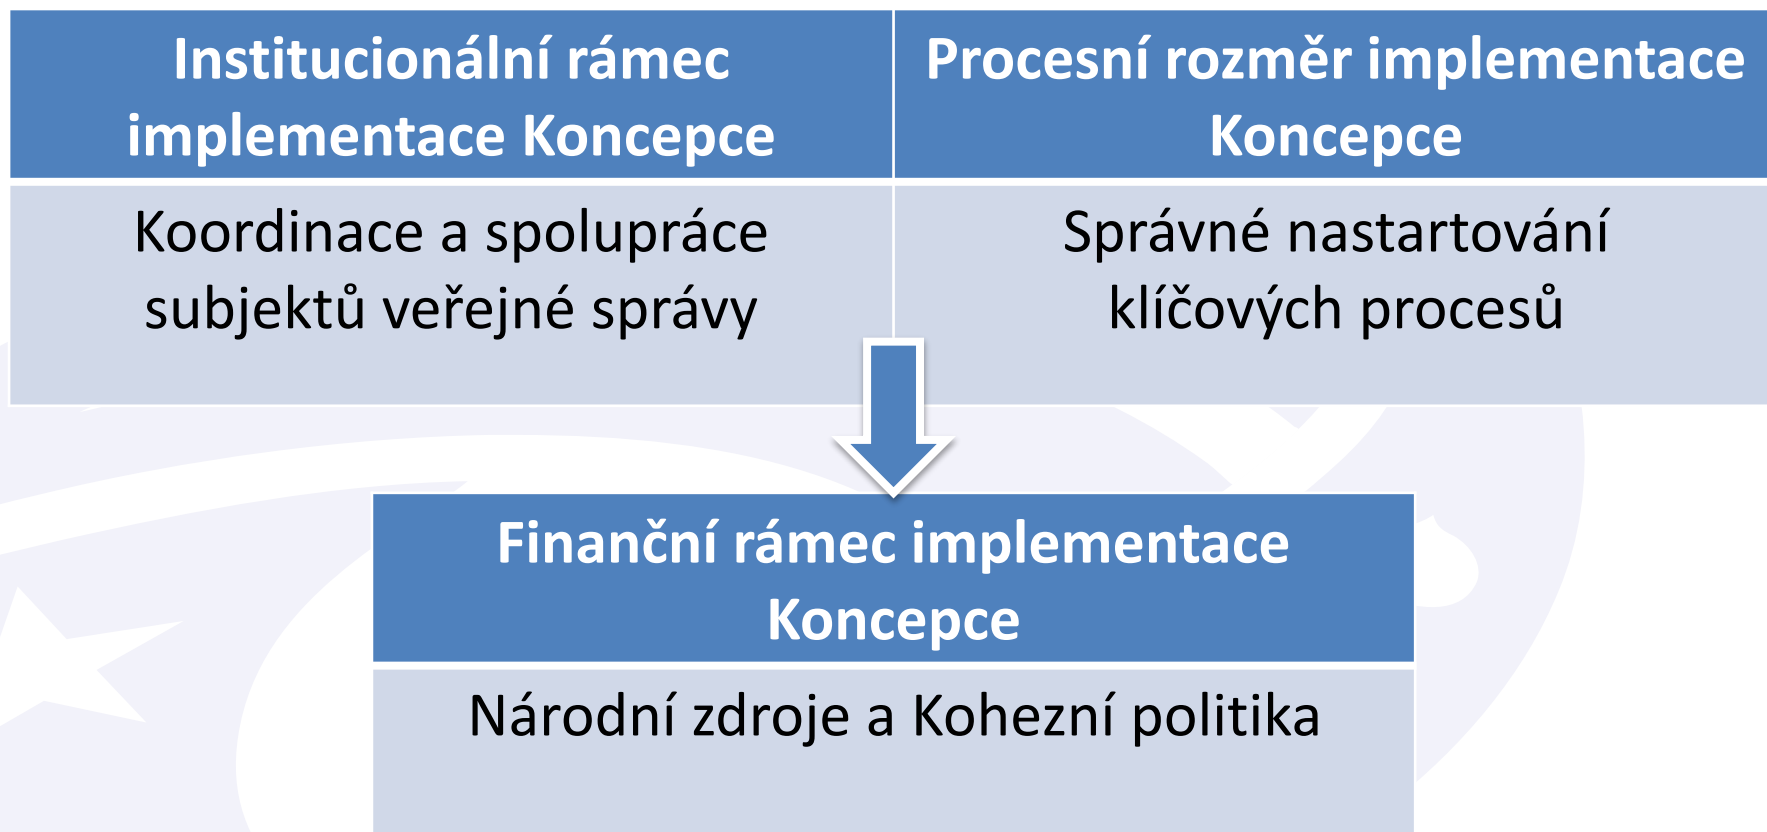 Institucionální rámec
implementace Koncepce
Procesní rozměr implementace
Koncepce
Koordinace a spolupráce
subjektů veřejné správy
Správné nastartování
klíčových procesů
Finanční rámec implementace
Koncepce
Národní zdroje a Kohezní politika